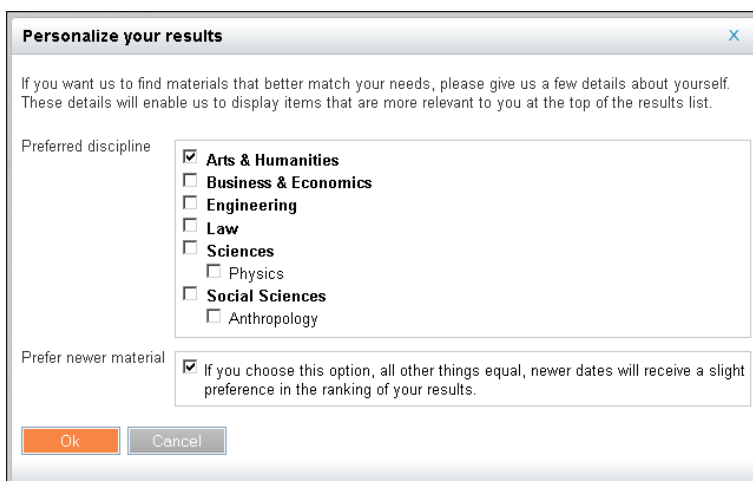 Personalize your results
X
If you want us to find materials that better match your needs, please give us a few details about yourself.
These details will enable us to display items that are more relevant to you at the top of the results list.
Preferred discipline
Arts & Humanities
Business & Economics
Engineering
Law
Sciences
Physics
Social Sciences
Anthropology
Prefer newer material
If you choose this option, all other things equal, newer dates will receive a slight
preference in the ranking of your results.
Ok
Cancel